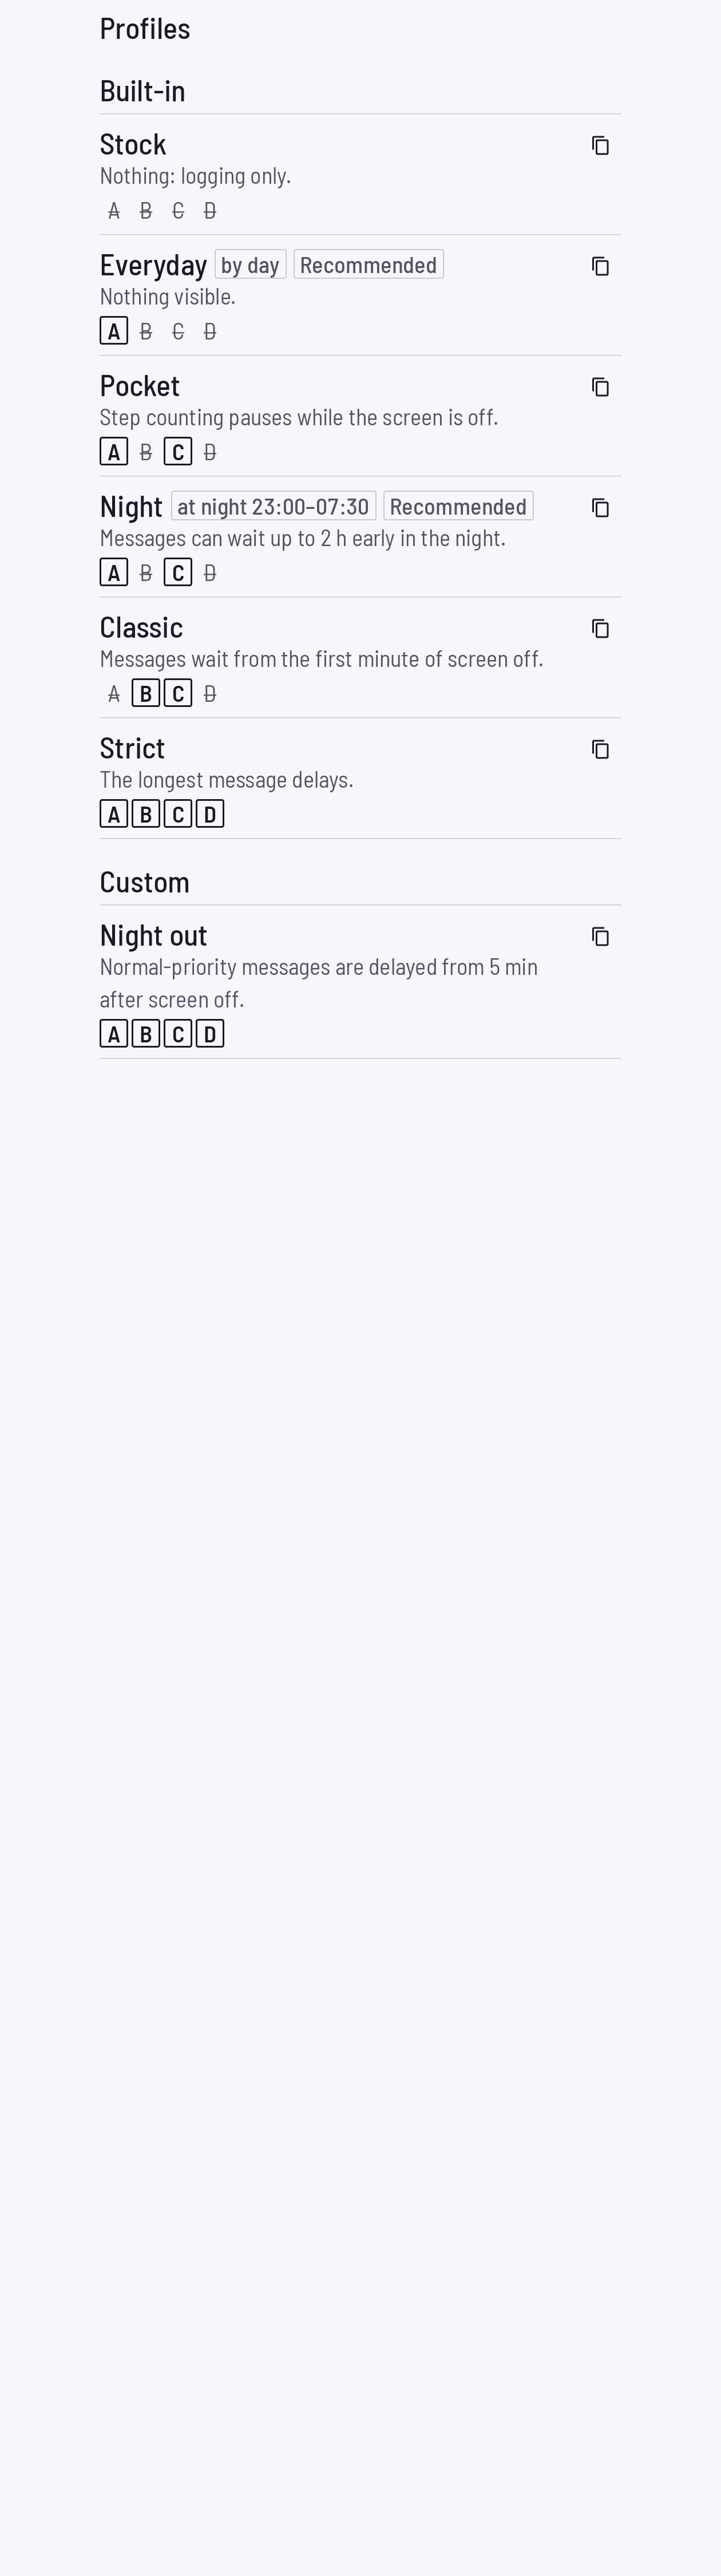 Profiles
Built-in
Stock
Nothing: logging only.
A B C D
Everyday by day Recommended
Nothing visible.
A B C D
Pocket
Step counting pauses while the screen is off.
A B C D
Night at night 23:00–07:30 Recommended
Messages can wait up to 2 h early in the night.
A B C D
Classic
Messages wait from the first minute of screen off.
A B C D
Strict
The longest message delays.
A B C D
Custom
Night out
Normal-priority messages are delayed from 5 min
after screen off.
A B C D